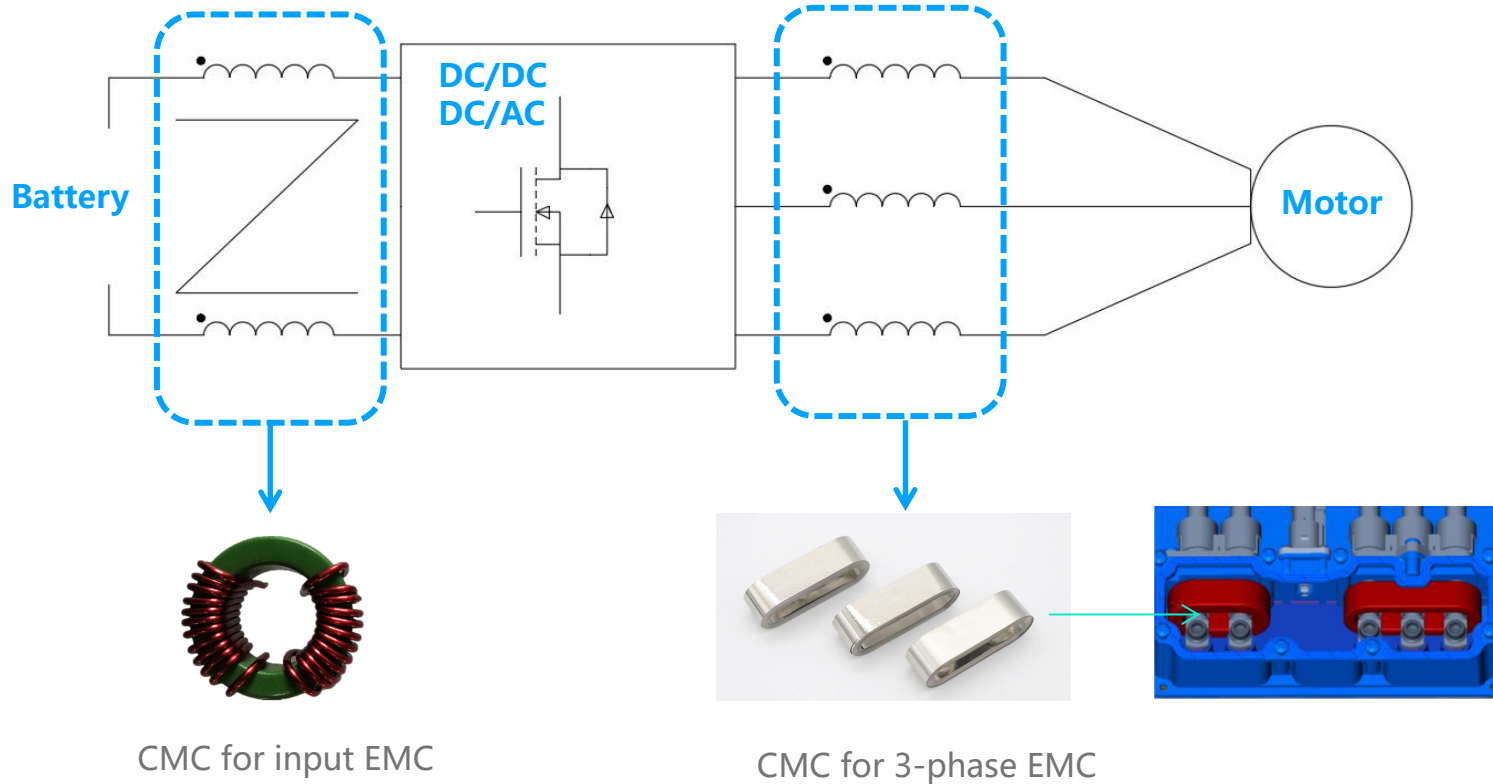 DC/DC
DC/AC
Battery
Motor
CMC for input EMC
CMC for 3-phase EMC